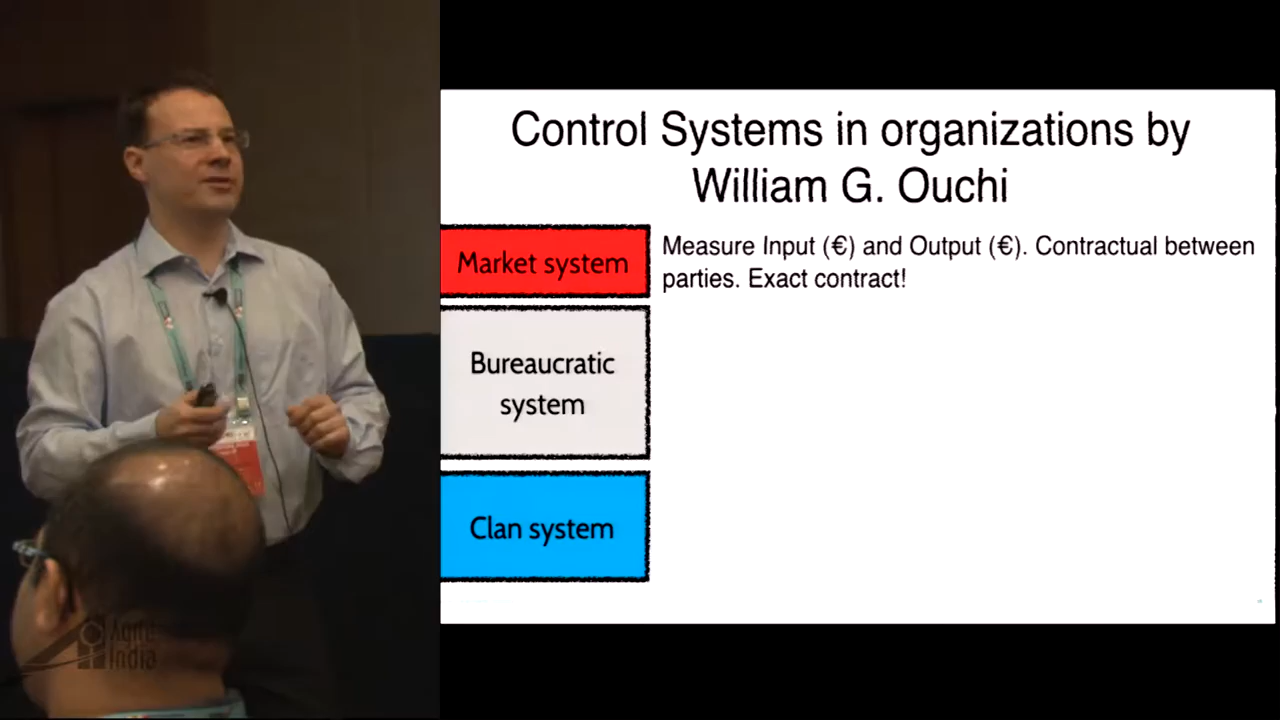 Control Systems in organizations by
William G. Ouchi
Market system
Measure Input (€) and Output (€). Contractual between
parties. Exact contract!
Bureaucratic
system
Clan system
Agile
India